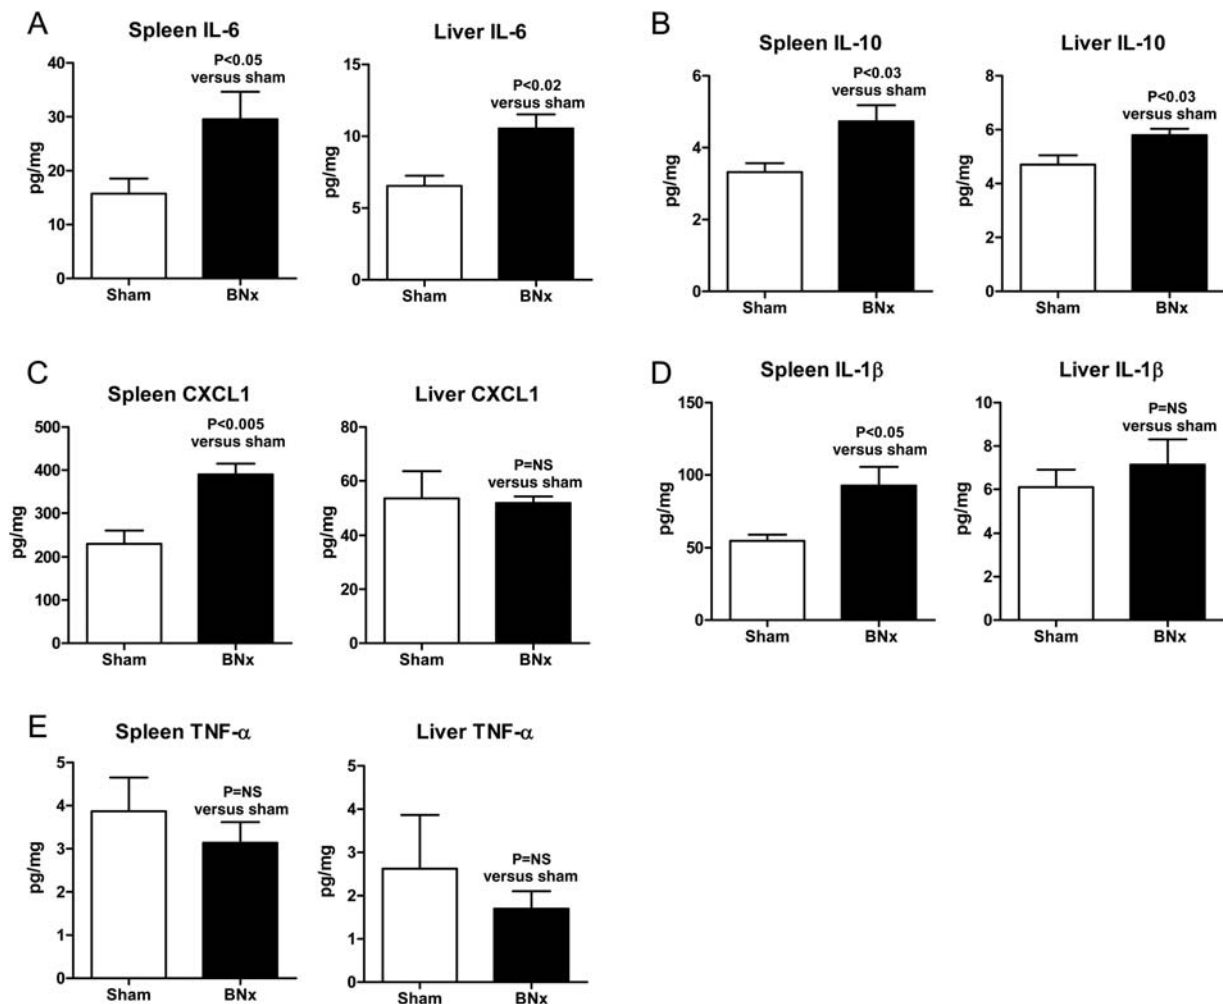 A
Spleen IL-6
P<0.05
versus sham
pg/mg
40
30
20
10
0
Sham BNx
Liver IL-6
P<0.02
versus sham
pg/mg
15
10
5
0
Sham BNx
B
Spleen IL-10
P<0.03
versus sham
pg/mg
6
4
2
0
Sham BNx
Liver IL-10
P<0.03
versus sham
pg/mg
8
6
4
2
0
Sham BNx
C
Spleen CXCL1
P<0.005
versus sham
pg/mg
500
400
300
200
100
0
Sham BNx
Liver CXCL1
P=NS
versus sham
pg/mg
80
60
40
20
0
Sham BNx
D
Spleen IL-1β
P<0.05
versus sham
pg/mg
150
100
50
0
Sham BNx
Liver IL-1β
P=NS
versus sham
pg/mg
10
8
6
4
2
0
Sham BNx
E
Spleen TNF-α
P=NS
versus sham
pg/mg
5
4
3
2
1
0
Sham BNx
Liver TNF-α
P=NS
versus sham
pg/mg
5
4
3
2
1
0
Sham BNx